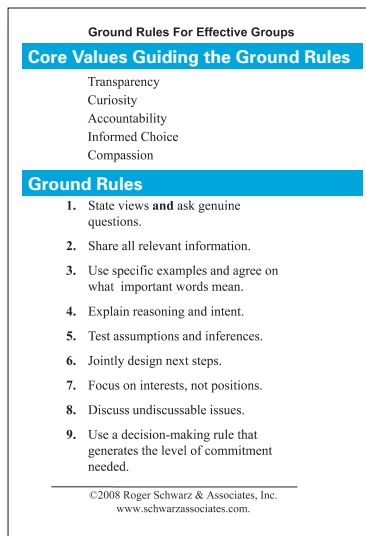 Ground Rules For Effective Groups
Core Values Guiding the Ground Rules
Transparency
Curiosity
Accountability
Informed Choice
Compassion
Ground Rules
1. State views and ask genuine
questions.
2. Share all relevant information.
3. Use specific examples and agree on
what important words mean.
4. Explain reasoning and intent.
5. Test assumptions and inferences.
6. Jointly design next steps.
7. Focus on interests, not positions.
8. Discuss undiscussable issues.
9. Use a decision-making rule that
generates the level of commitment
needed.
©2008 Roger Schwarz & Associates, Inc.
www.schwarzassociates.com.